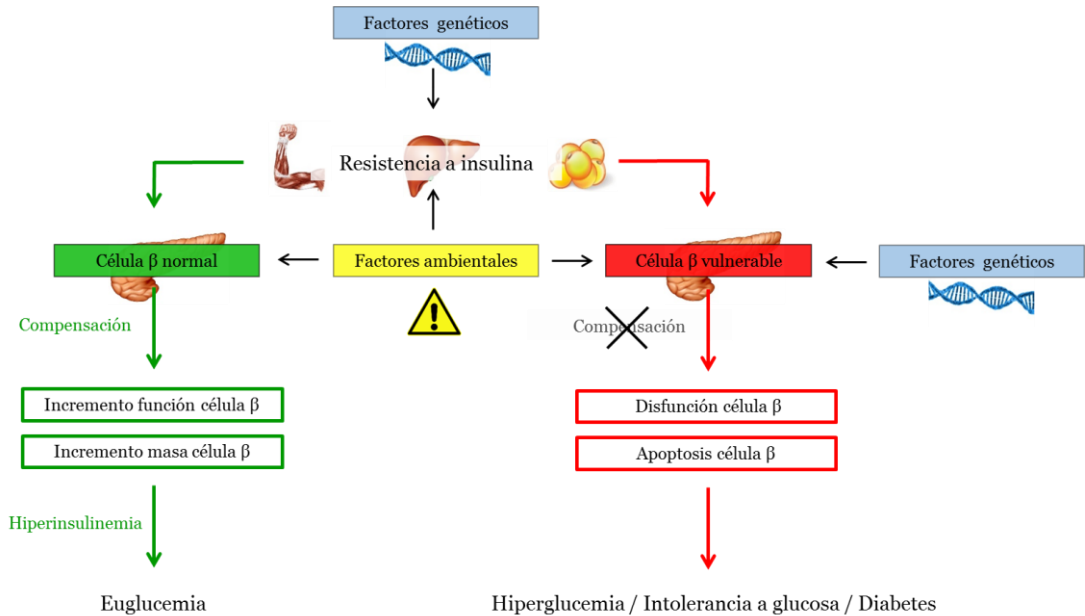 Factores genéticos
Resistencia a insulina
Célula β normal
Factores ambientales
Célula β vulnerable
Factores genéticos
Compensación
Compensación
Incremento función célula β
Disfunción célula β
Incremento masa célula β
Apoptosis célula β
Hiperinsulinemia
Euglucemia
Hiperglucemia / Intolerancia a glucosa / Diabetes